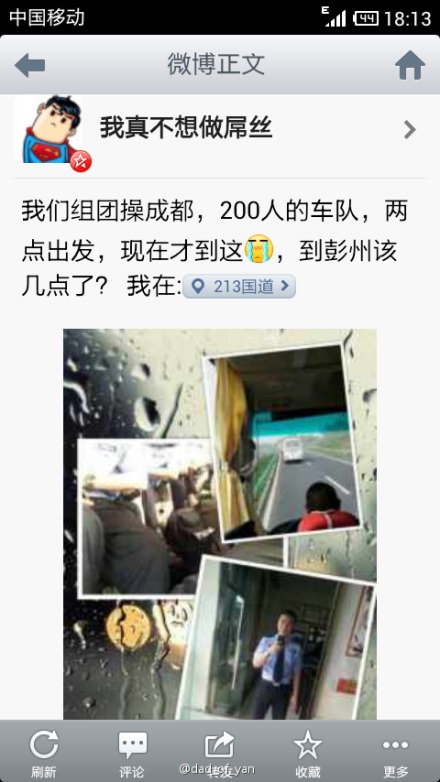 中国移动 E 44 18:13
微博正文
我真不想做屌丝
我们组团操成都，200人的车队，两
点出发，现在才到这😭，到彭州该
几点了？ 我在:213国道
刷新 评论 转发 收藏 更多
@dadrof_yan